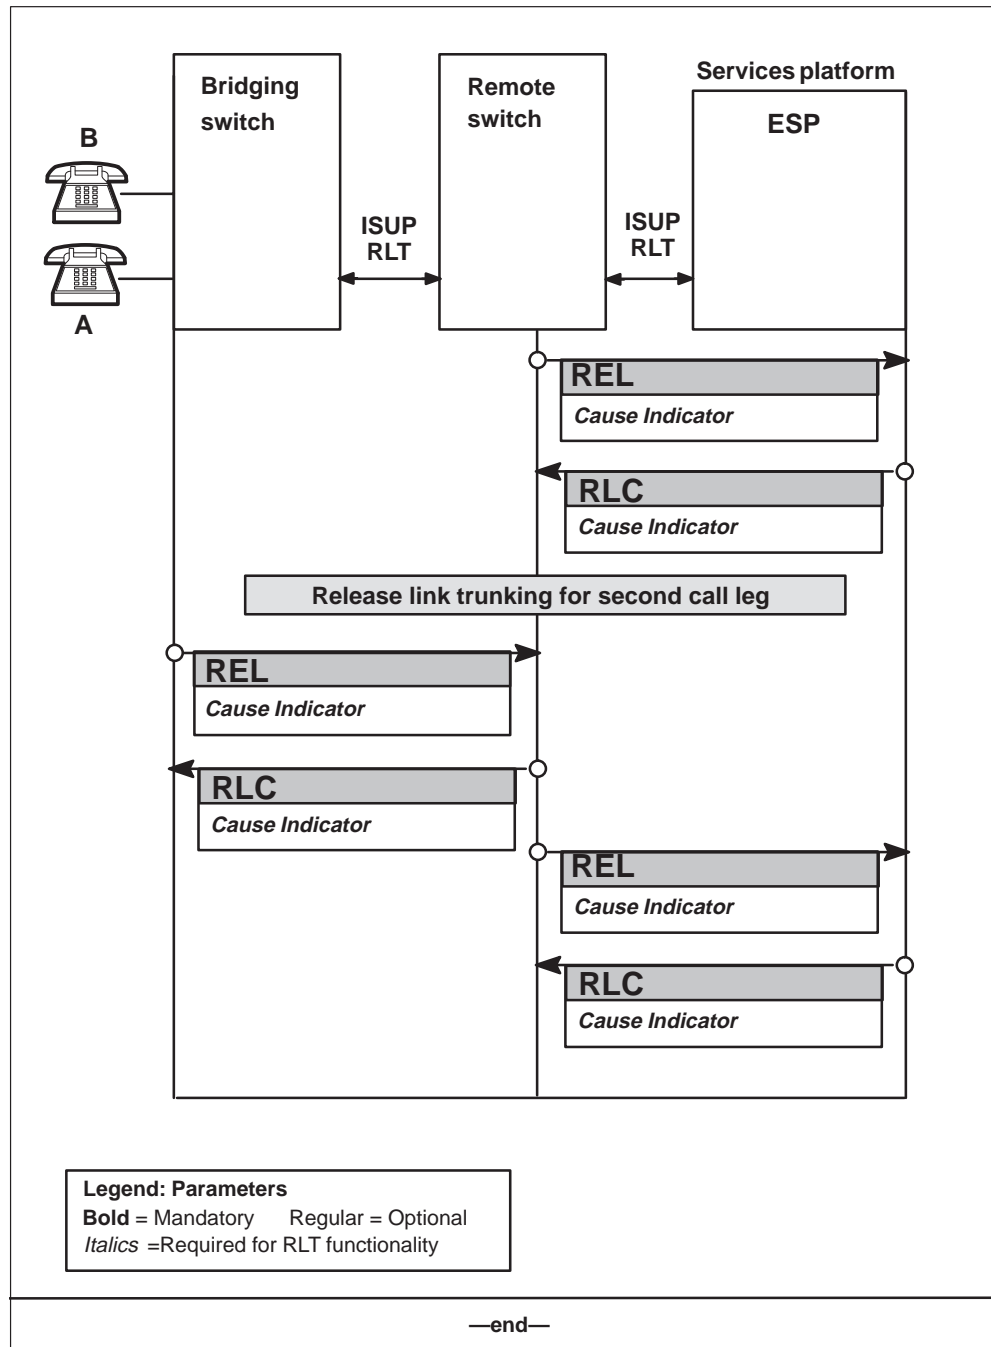 Bridging
switch
Remote
switch
Services platform
ESP
B
A
ISUP
RLT
ISUP
RLT
REL
Cause Indicator
RLC
Cause Indicator
Release link trunking for second call leg
REL
Cause Indicator
RLC
Cause Indicator
REL
Cause Indicator
RLC
Cause Indicator
Legend: Parameters
Bold = Mandatory Regular = Optional
Italics =Required for RLT functionality
—end—